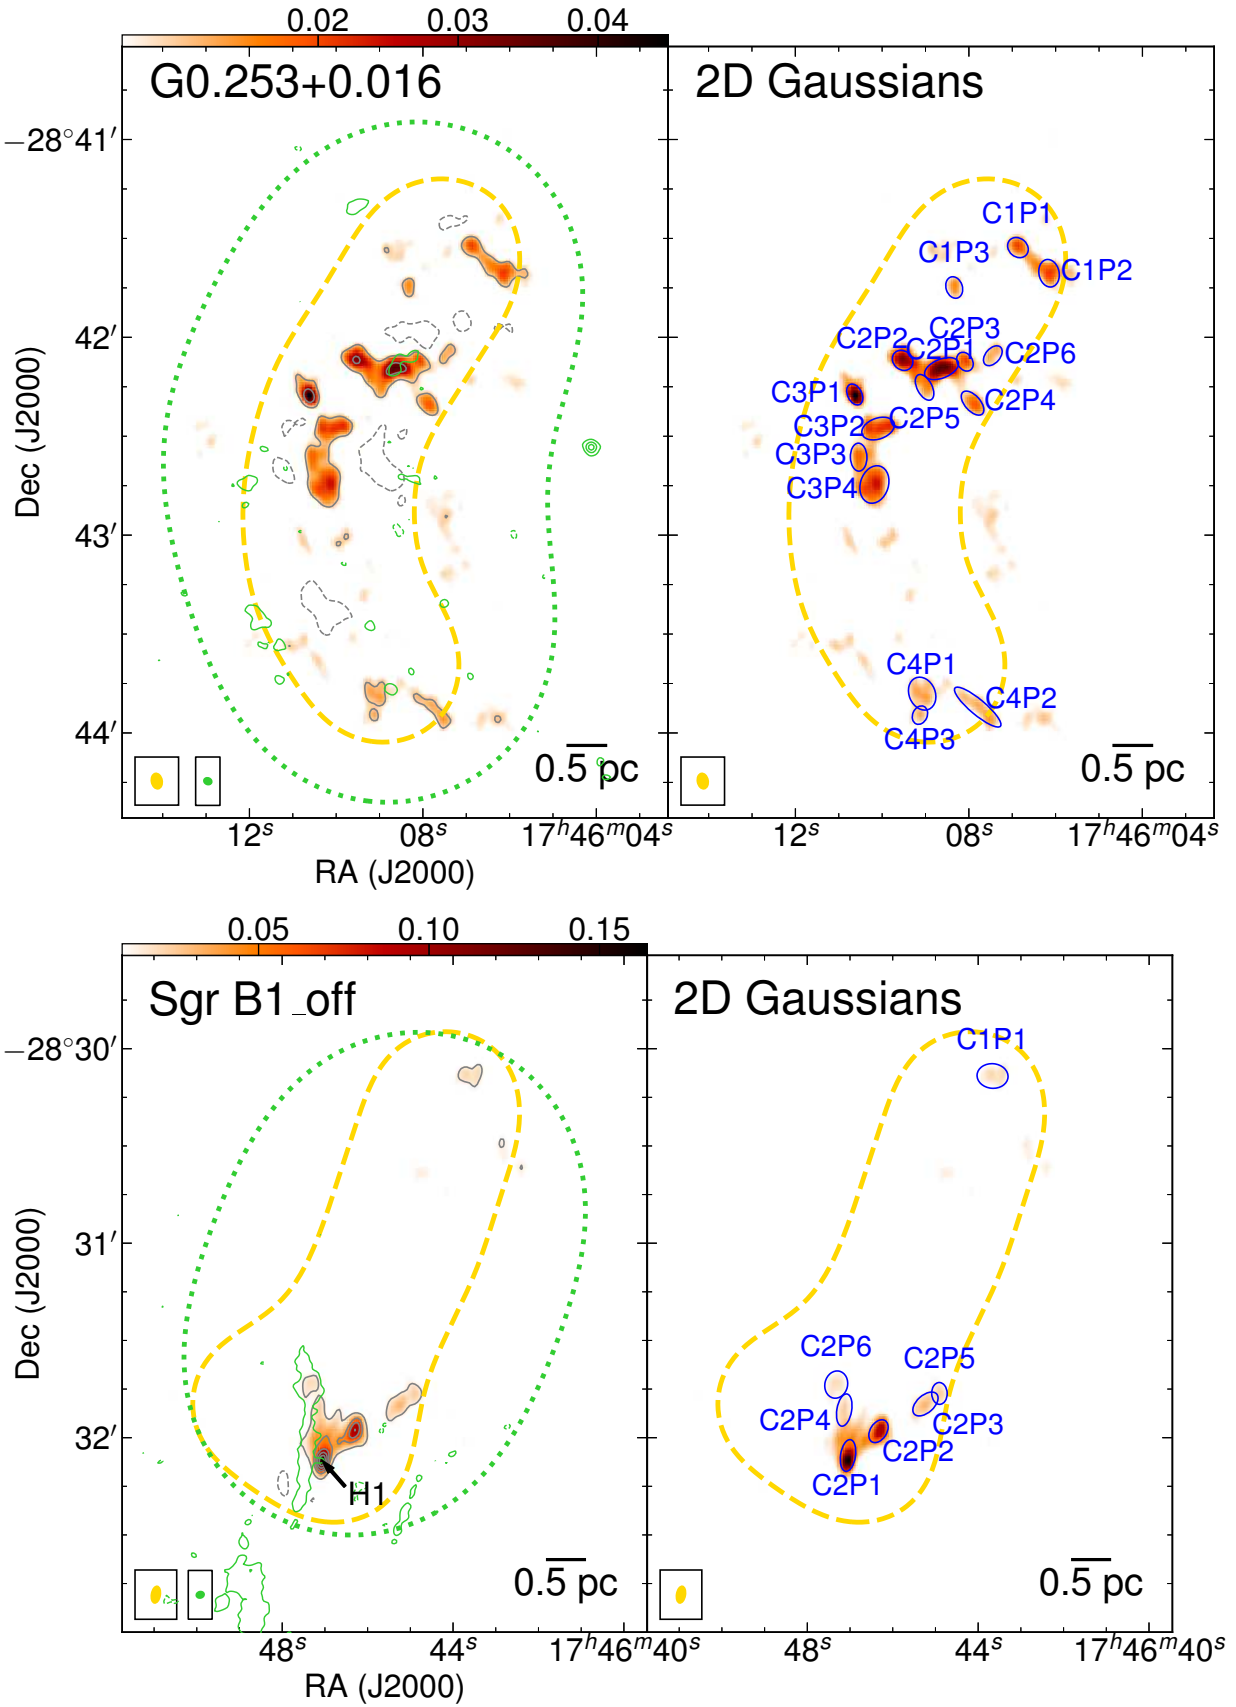 0.02 0.03 0.04
G0.253+0.016
2D Gaussians
−28°41′
42′
43′
44′
Dec (J2000)
C1P1
C1P3
C1P2
C2P3
C2P2
C2P1
C2P6
C3P1
C2P4
C2P5
C3P2
C3P3
C3P4
C4P1
C4P2
C4P3
0.5 pc
0.5 pc
12ˢ 08ˢ 17ʰ46ᵐ04ˢ
12ˢ 08ˢ 17ʰ46ᵐ04ˢ
RA (J2000)
0.05 0.10 0.15
Sgr B1_off
2D Gaussians
−28°30′
31′
32′
Dec (J2000)
H1
C1P1
C2P6
C2P5
C2P4
C2P3
C2P2
C2P1
0.5 pc
0.5 pc
48ˢ 44ˢ 17ʰ46ᵐ40ˢ
48ˢ 44ˢ 17ʰ46ᵐ40ˢ
RA (J2000)